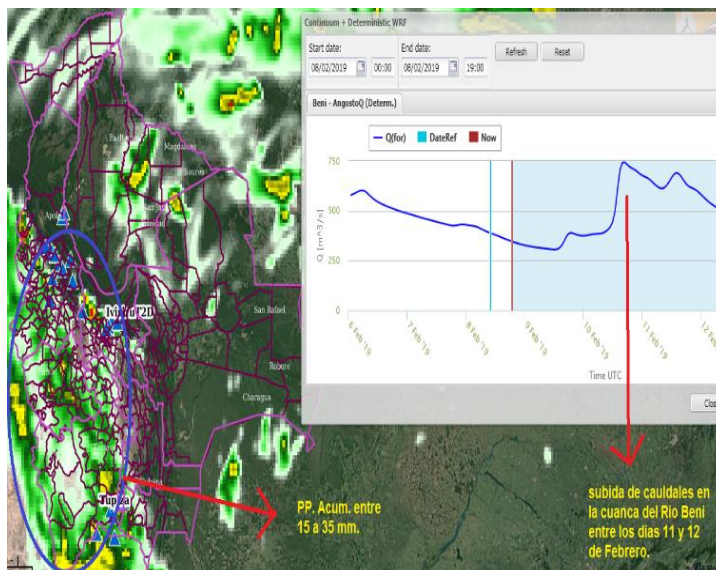 Continuum + Deterministic WRF
Start date:
End date:
08/02/2019
00:00
08/02/2019
19:00
Refresh
Reset
Beni - AngostoQ (Determ.)
Q(for)
DateRef
Now
Q [m^3/s]
750
500
250
0
6 Feb '19
7 Feb '19
8 Feb '19
9 Feb '19
10 Feb '19
11 Feb '19
12 Feb
Time UTC
Clos
Magdalena
Baures
Apolo
San Rafael
Robore
Charagua
PP. Acum. entre
15 a 35 mm.
subida de cauldales en
la cuanca del Rio Beni
entre los dias 11 y 12
de Febrero.